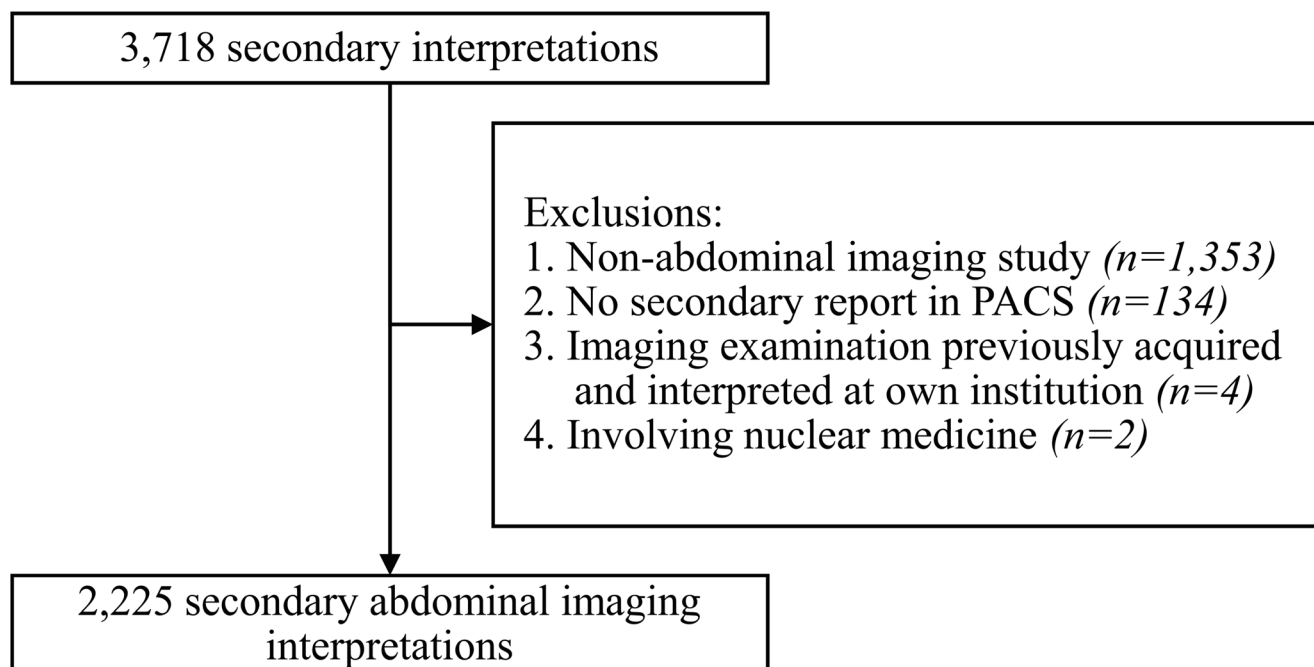 3,718 secondary interpretations
Exclusions:
1. Non-abdominal imaging study (n=1,353)
2. No secondary report in PACS (n=134)
3. Imaging examination previously acquired
and interpreted at own institution (n=4)
4. Involving nuclear medicine (n=2)
2,225 secondary abdominal imaging
interpretations